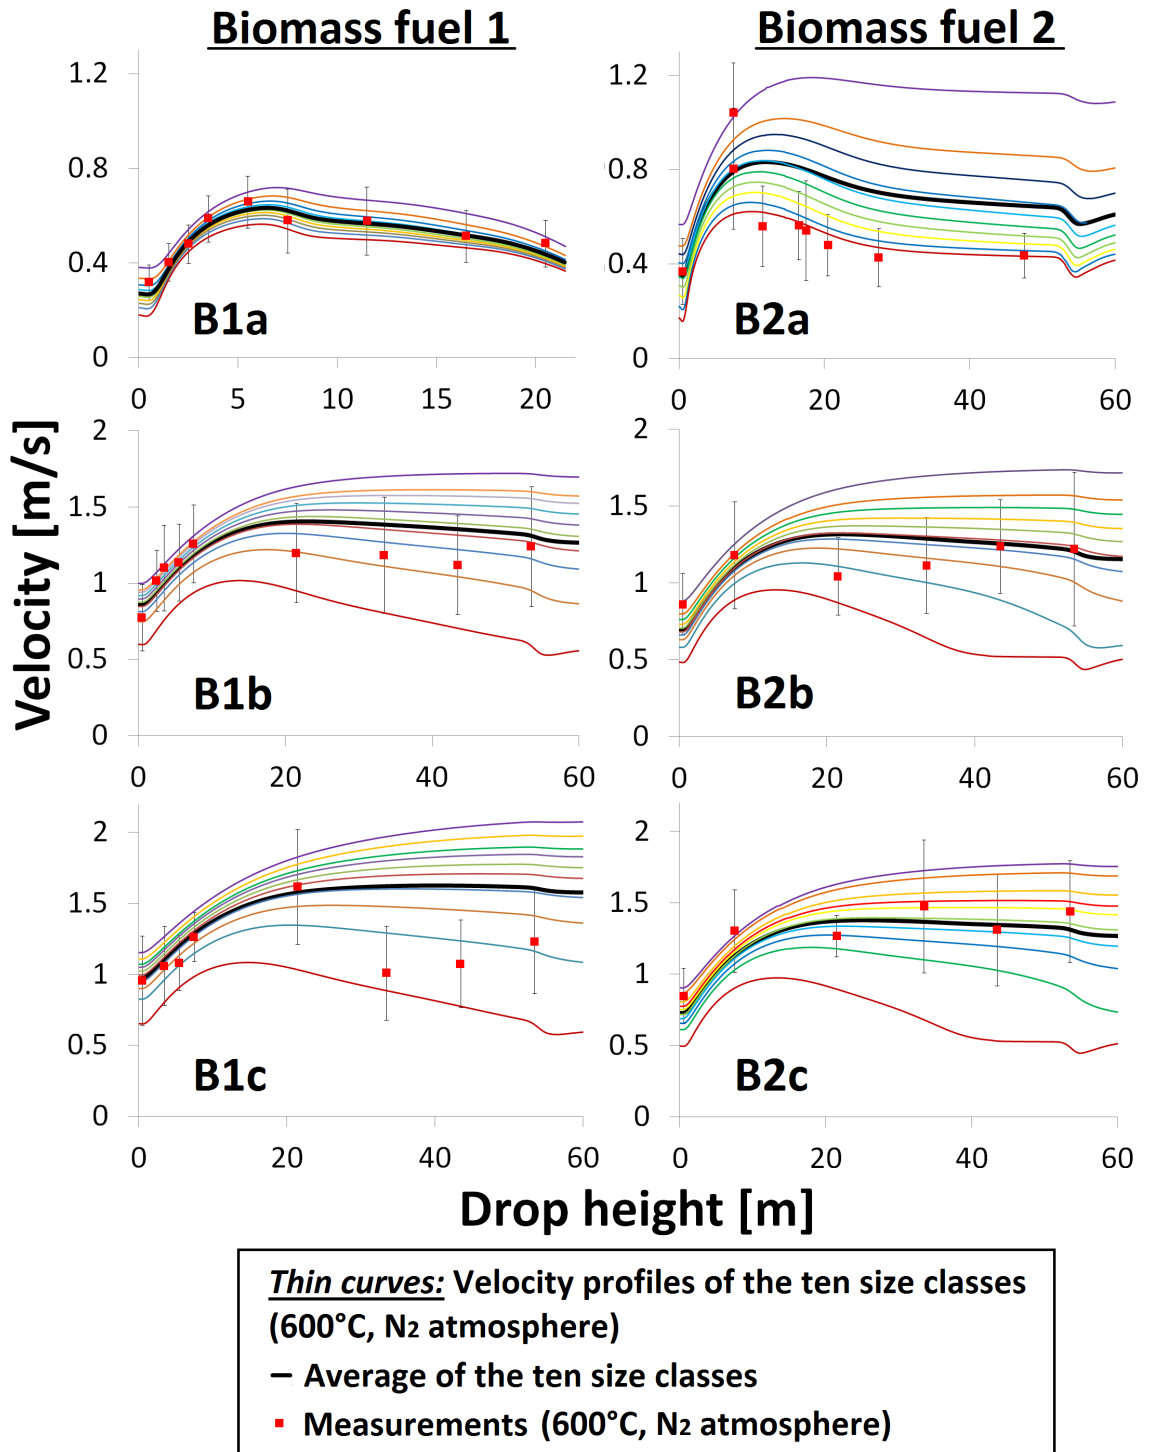 Biomass fuel 1
Biomass fuel 2
1.2
0.8
0.4
0
B1a
0 5 10 15 20
1.2
0.8
0.4
0
B2a
0 20 40 60
Velocity [m/s]
2
1.5
1
0.5
0
B1b
0 20 40 60
2
1.5
1
0.5
0
B2b
0 20 40 60
2
1.5
1
0.5
0
B1c
0 20 40 60
2
1.5
1
0.5
0
B2c
0 20 40 60
Drop height [m]
Thin curves: Velocity profiles of the ten size classes
(600°C, N2 atmosphere)
Average of the ten size classes
Measurements (600°C, N2 atmosphere)